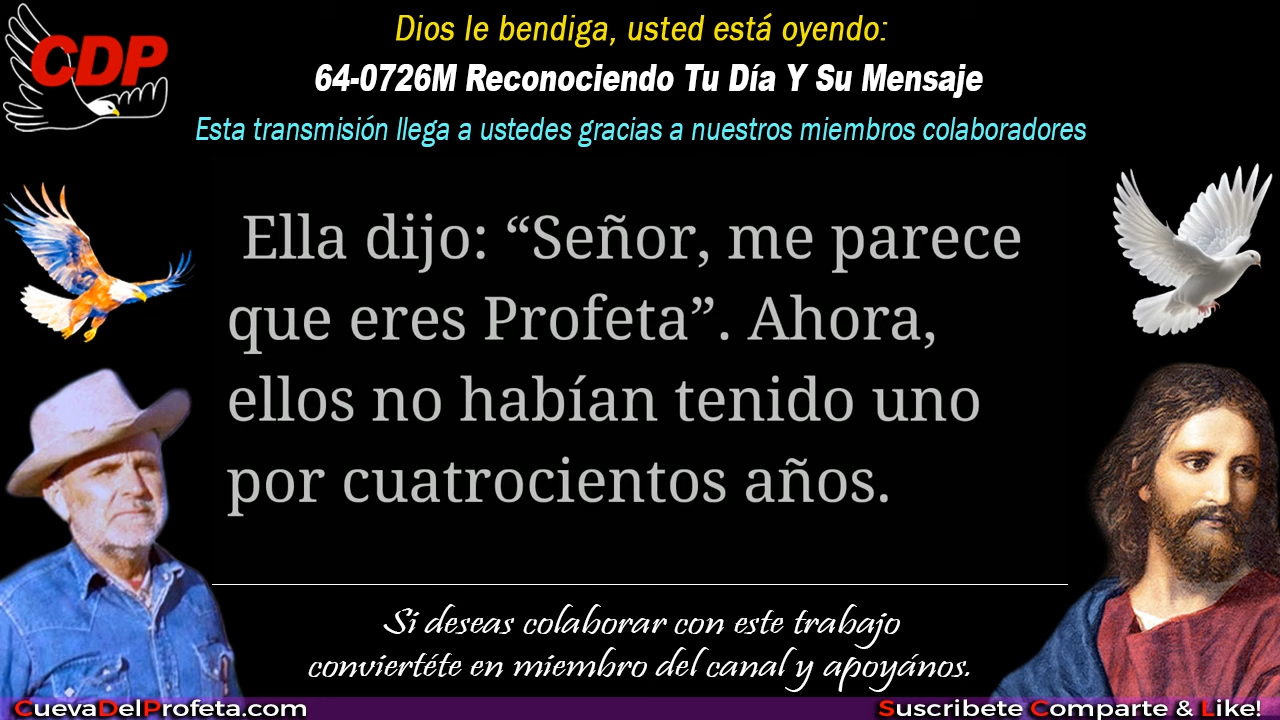 CDP
Dios le bendiga, usted está oyendo:
64-0726M Reconociendo Tu Día Y Su Mensaje
Esta transmisión llega a ustedes gracias a nuestros miembros colaboradores
Ella dijo: “Señor, me parece
que eres Profeta”. Ahora,
ellos no habían tenido uno
por cuatrocientos años.
Si deseas colaborar con este trabajo
conviertéte en miembro del canal y apoyános.
CuevaDelProfeta.com
Suscribete Comparte & Like!